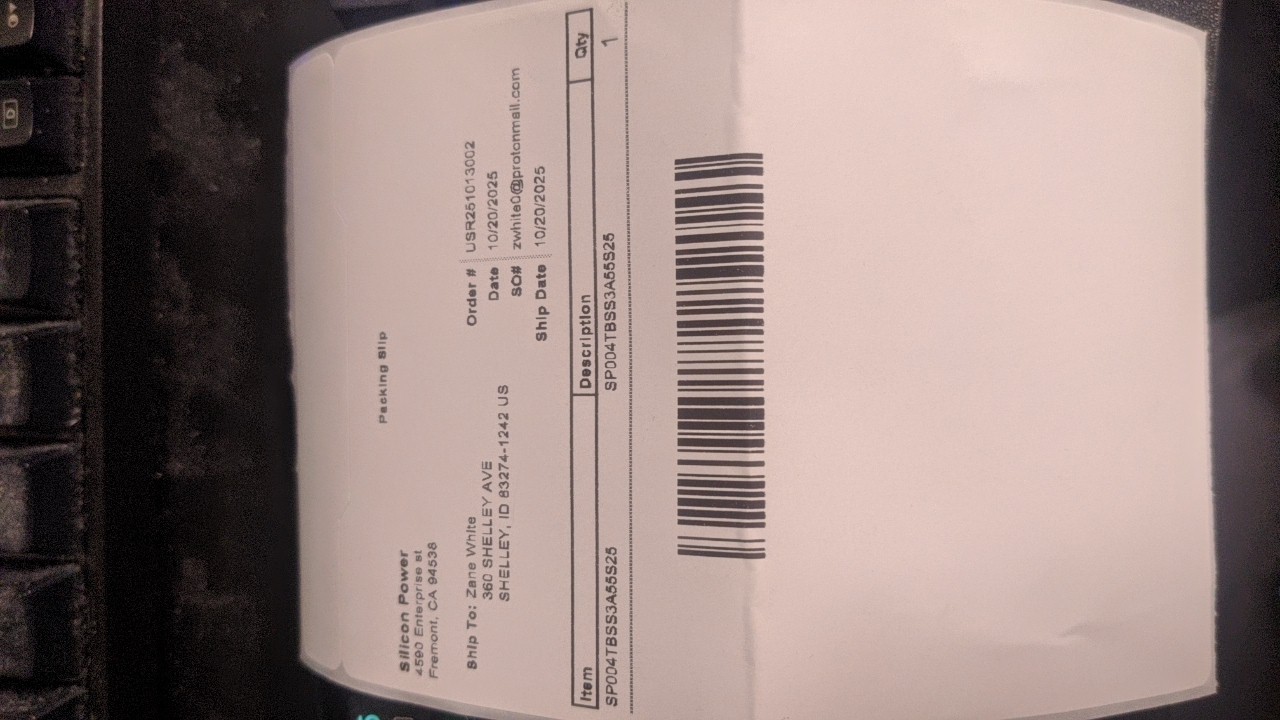 Packing Slip
Silicon Power
4590 Enterprise st
Fremont, CA 94538
Ship To: Zane White
360 SHELLEY AVE
SHELLEY, ID 83274-1242 US
Order # USR251013002
Date 10/20/2025
SO# zwhite0@protonmail.com
Ship Date 10/20/2025
Item Description Qty
SP004TBSS3A55S25 SP004TBSS3A55S25 1